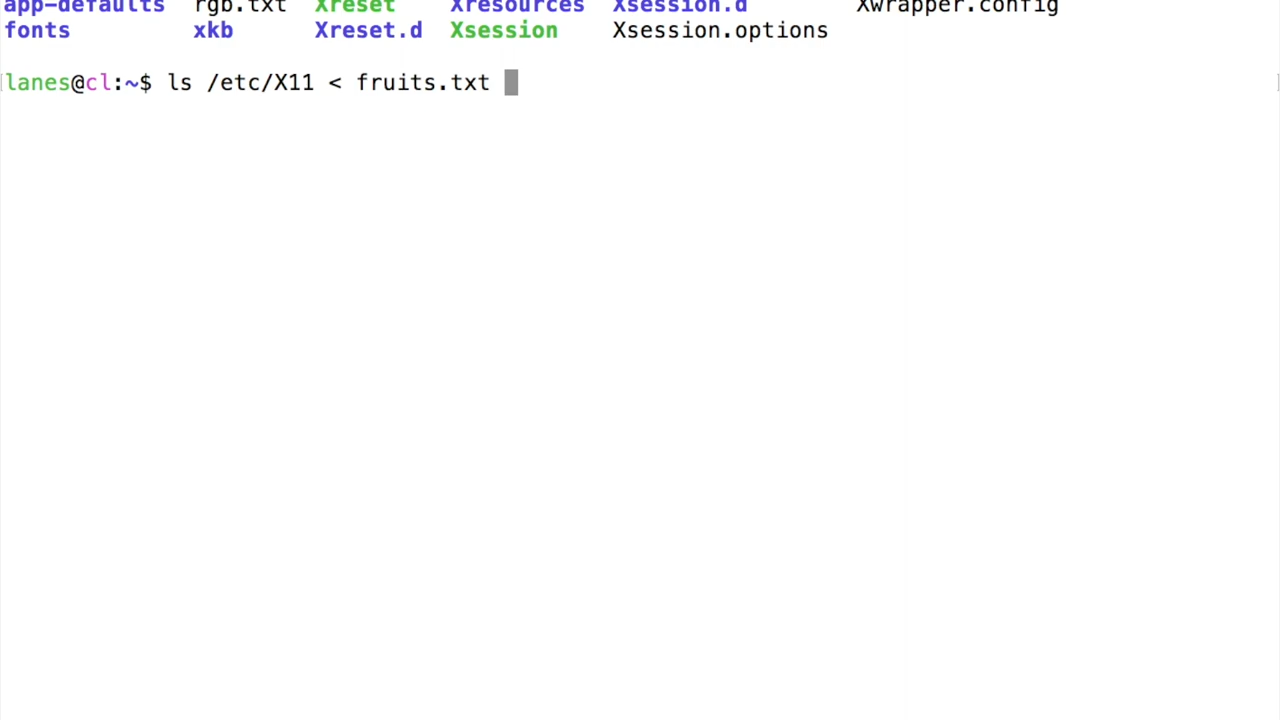 app-defaults rgb.txt Xreset Xresources Xsession.d Xwrapper.config
fonts xkb Xreset.d Xsession Xsession.options
lanes@cl:~$ ls /etc/X11 < fruits.txt